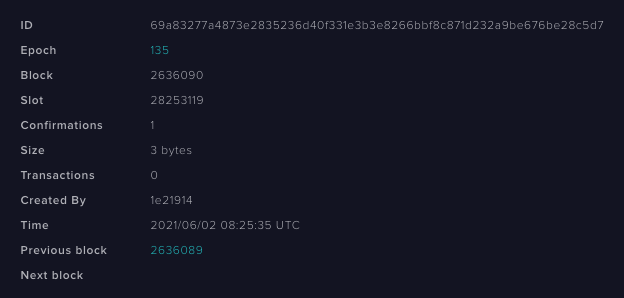 ID 69a83277a4873e2835236d40f331e3b3e8266bbf8c871d232a9be676be28c5d7
Epoch 135
Block 2636090
Slot 28253119
Confirmations 1
Size 3 bytes
Transactions 0
Created By 1e21914
Time 2021/06/02 08:25:35 UTC
Previous block 2636089
Next block